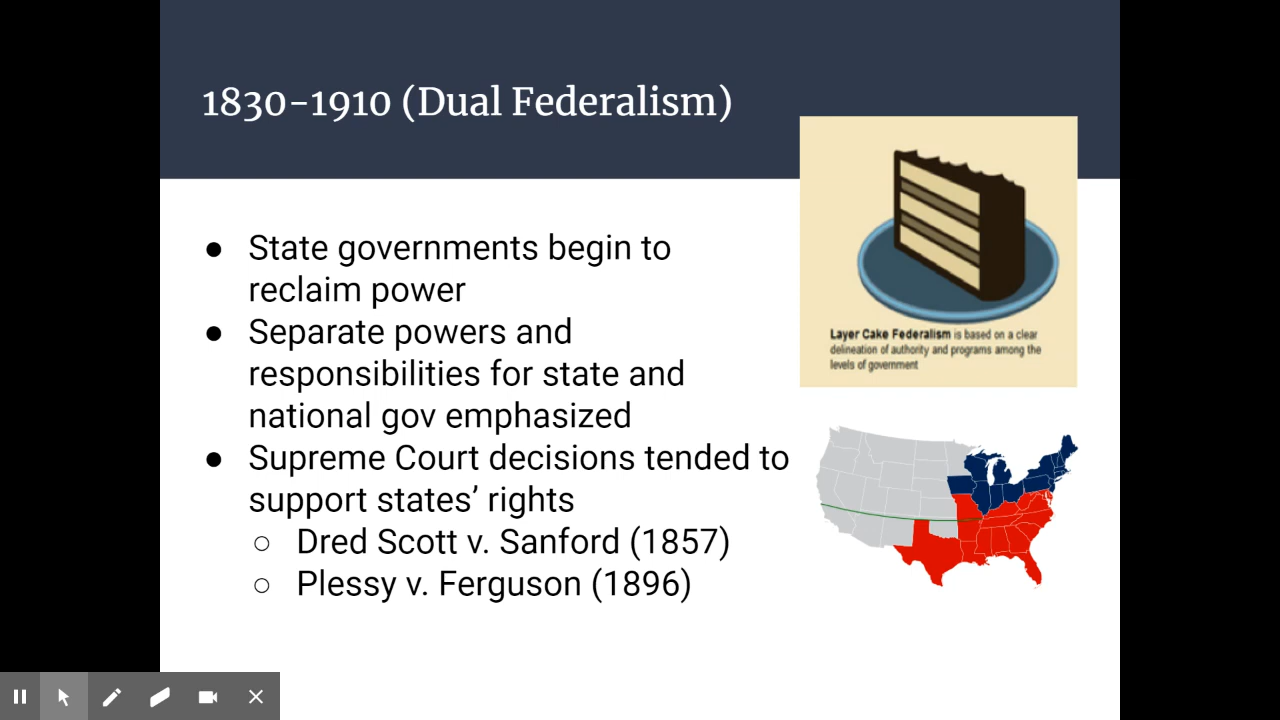 1830-1910 (Dual Federalism)
● State governments begin to
reclaim power
● Separate powers and
responsibilities for state and
national gov emphasized
● Supreme Court decisions tended to
support states’ rights
○ Dred Scott v. Sanford (1857)
○ Plessy v. Ferguson (1896)
Layer Cake Federalism is based on a clear
delineation of authority and programs among the
levels of government